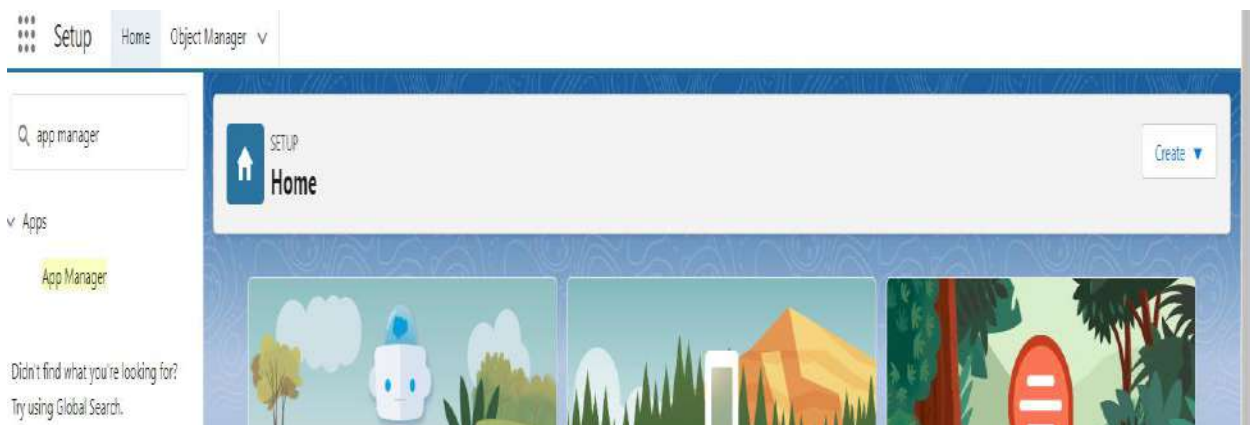 Setup Home Object Manager
app manager
SETUP
Home
Create
Apps
App Manager
Didn't find what you're looking for?
Try using Global Search.